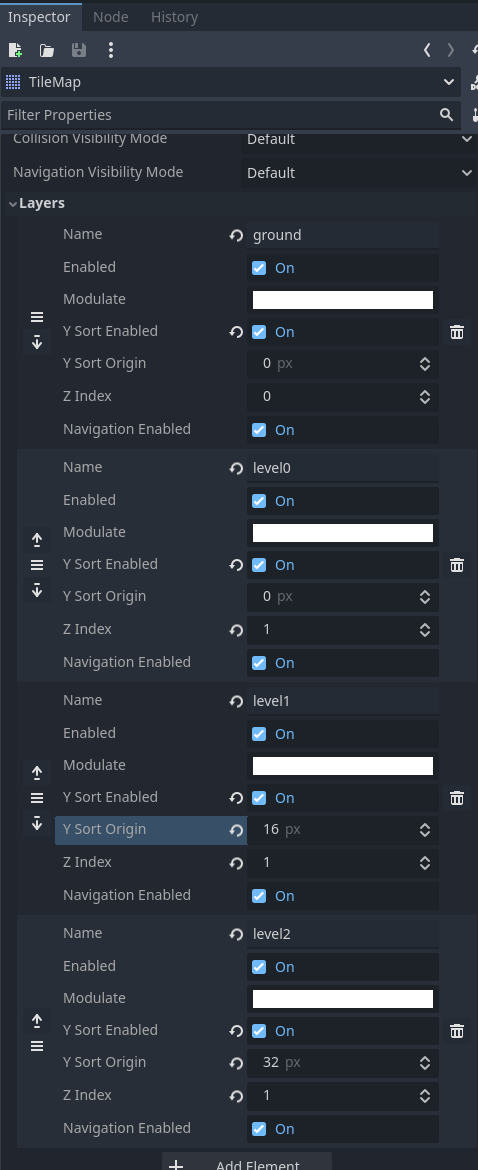 Inspector Node History
TileMap
Filter Properties
Collision Visibility Mode Default
Navigation Visibility Mode Default
Layers
Name ground
Enabled On
Modulate
Y Sort Enabled On
Y Sort Origin 0 px
Z Index 0
Navigation Enabled On
Name level0
Enabled On
Modulate
Y Sort Enabled On
Y Sort Origin 0 px
Z Index 1
Navigation Enabled On
Name level1
Enabled On
Modulate
Y Sort Enabled On
Y Sort Origin 16 px
Z Index 1
Navigation Enabled On
Name level2
Enabled On
Modulate
Y Sort Enabled On
Y Sort Origin 32 px
Z Index 1
Navigation Enabled On
Add Element